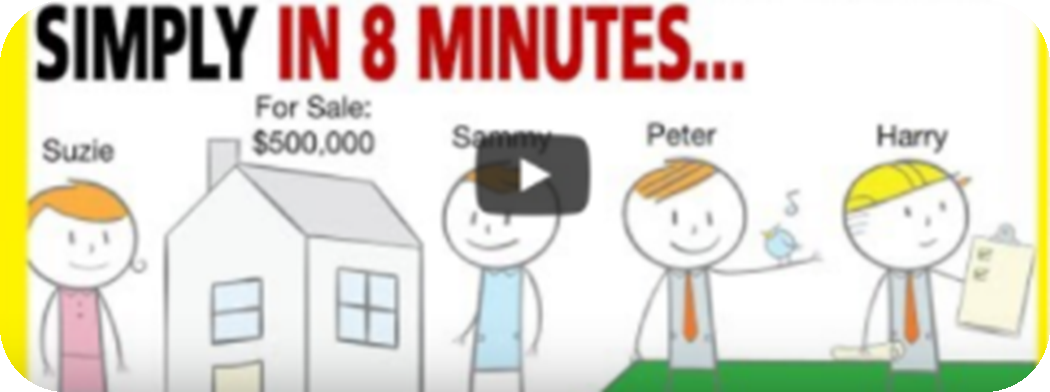 SIMPLY IN 8 MINUTES...
For Sale:
$500,000
Suzie
Sammy
Peter
Harry